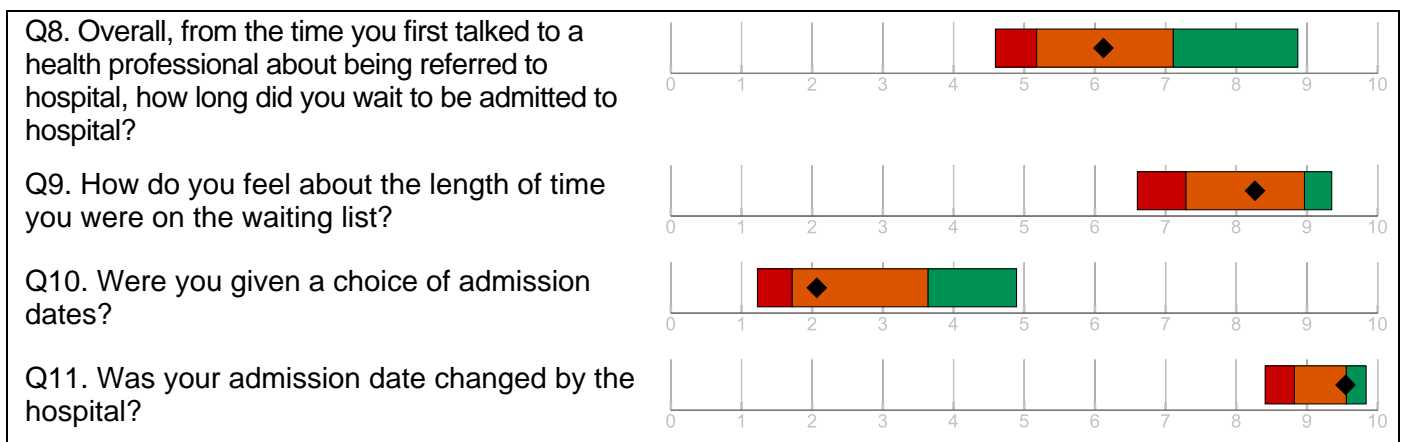 Q8. Overall, from the time you first talked to a
health professional about being referred to
hospital, how long did you wait to be admitted to
hospital?
0 1 2 3 4 5 6 7 8 9 10
Q9. How do you feel about the length of time
you were on the waiting list?
0 1 2 3 4 5 6 7 8 9 10
Q10. Were you given a choice of admission
dates?
0 1 2 3 4 5 6 7 8 9 10
Q11. Was your admission date changed by the
hospital?
0 1 2 3 4 5 6 7 8 9 10